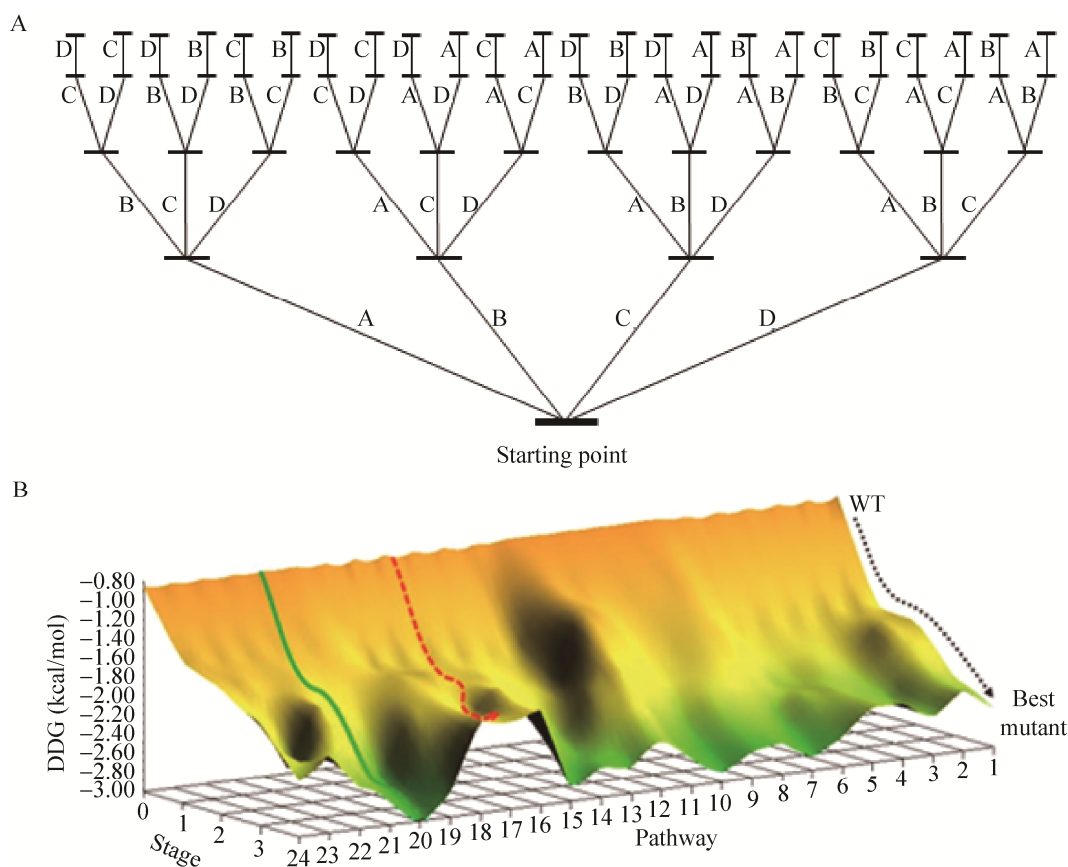 A
D C D B C B D C D A C A D B D A B A C B C A B A
C D B D B C C D A D A C B D A D A B B C A C A B
B C D A C D A B D A B C
A B C D
Starting point
B
WT
−0.80
−1.00
−1.20
−1.40
−1.60
−1.80
−2.00
−2.20
−2.40
−2.60
−2.80
−3.00
DDG (kcal/mol)
Best
mutant
0 1 2 3
Stage
24 23 22 21 20 19 18 17 16 15 14 13 12 11 10 9 8 7 6 5 4 3 2 1
Pathway